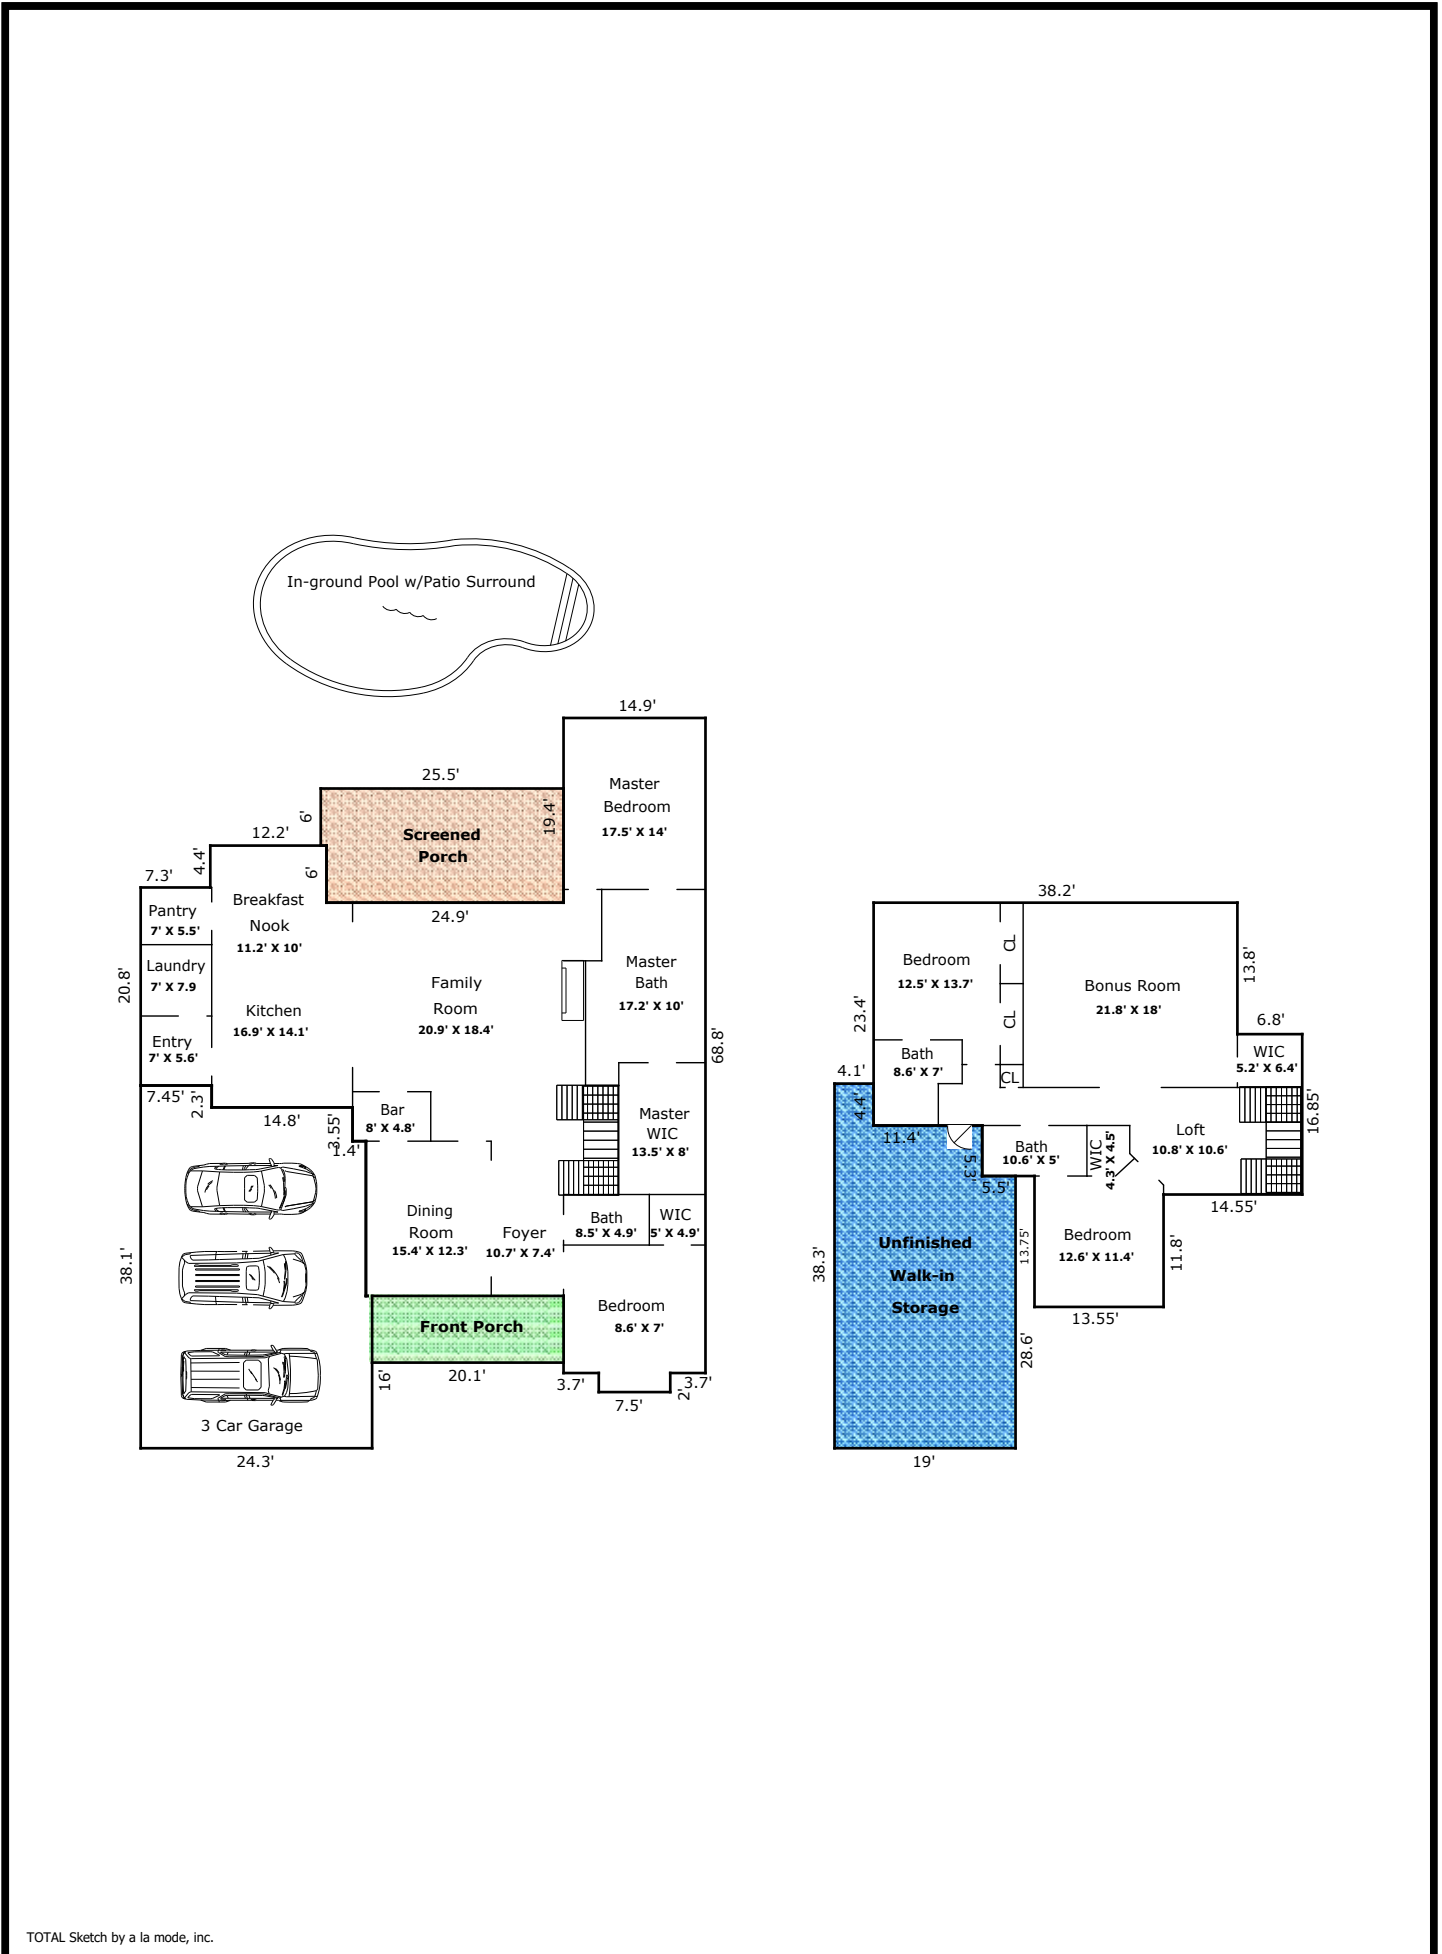 In-ground Pool w/Patio Surround
14.9'
25.5'
Master
Bedroom
17.5' X 14'
6'
19.4'
Screened
Porch
12.2'
4.4'
6'
7.3'
24.9'
Pantry
7' X 5.5'
Breakfast
Nook
11.2' X 10'
Laundry
7' X 7.9
20.8'
Kitchen
16.9' X 14.1'
Family
Room
20.9' X 18.4'
Master
Bath
17.2' X 10'
Entry
7' X 5.6'
68.8'
7.45'
2.3'
14.8'
3.55'
1.4'
Bar
8' X 4.8'
Master
WIC
13.5' X 8'
Dining
Room
15.4' X 12.3'
Foyer
10.7' X 7.4'
Bath
8.5' X 4.9'
WIC
5' X 4.9'
38.1'
Bedroom
8.6' X 7'
Front Porch
16'
20.1'
3.7'
7.5'
2'
3.7'
3 Car Garage
24.3'
38.2'
Bedroom
12.5' X 13.7'
CL
CL
CL
Bonus Room
21.8' X 18'
13.8'
23.4'
6.8'
WIC
5.2' X 6.4'
Bath
8.6' X 7'
4.1'
4.4'
11.4'
5.3'
5.5'
Bath
10.6' X 5'
WIC
4.3' X 4.5'
Loft
10.8' X 10.6'
16.85'
14.55'
Unfinished
Walk-in
Storage
38.3'
13.75'
Bedroom
12.6' X 11.4'
11.8'
13.55'
28.6'
19'
TOTAL Sketch by a la mode, inc.